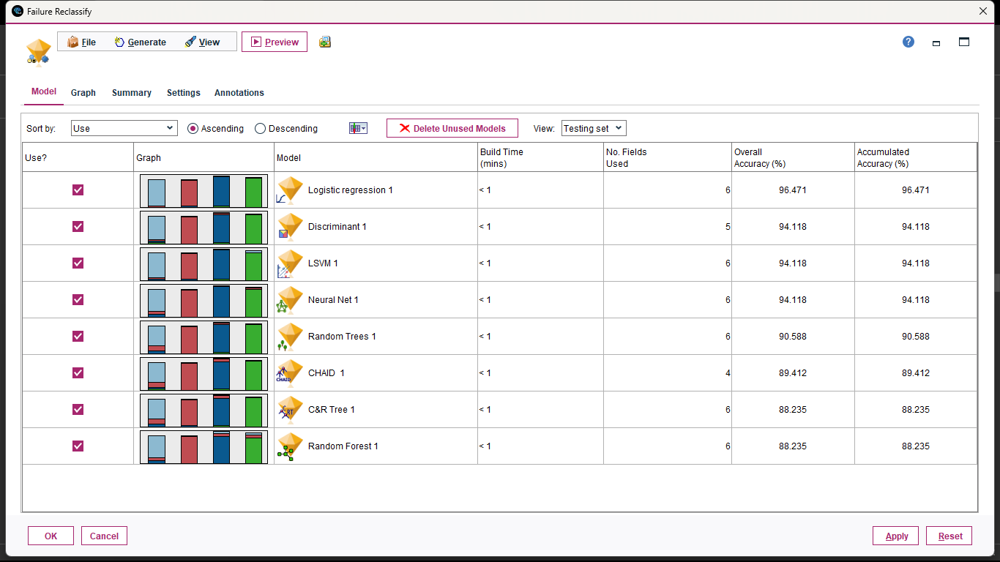 Failure Reclassify
File Generate View Preview
?
Model Graph Summary Settings Annotations
Sort by: Use Ascending Descending Delete Unused Models View: Testing set
Use? Graph Model Build Time (mins) No. Fields Used Overall Accuracy (%) Accumulated Accuracy (%)
Logistic regression 1 < 1 6 96.471 96.471
Discriminant 1 < 1 5 94.118 94.118
LSVM 1 < 1 6 94.118 94.118
Neural Net 1 < 1 6 94.118 94.118
Random Trees 1 < 1 6 90.588 90.588
CHAID CHAID 1 < 1 4 89.412 89.412
C&R Tree 1 < 1 6 88.235 88.235
Random Forest 1 < 1 6 88.235 88.235
OK Cancel Apply Reset